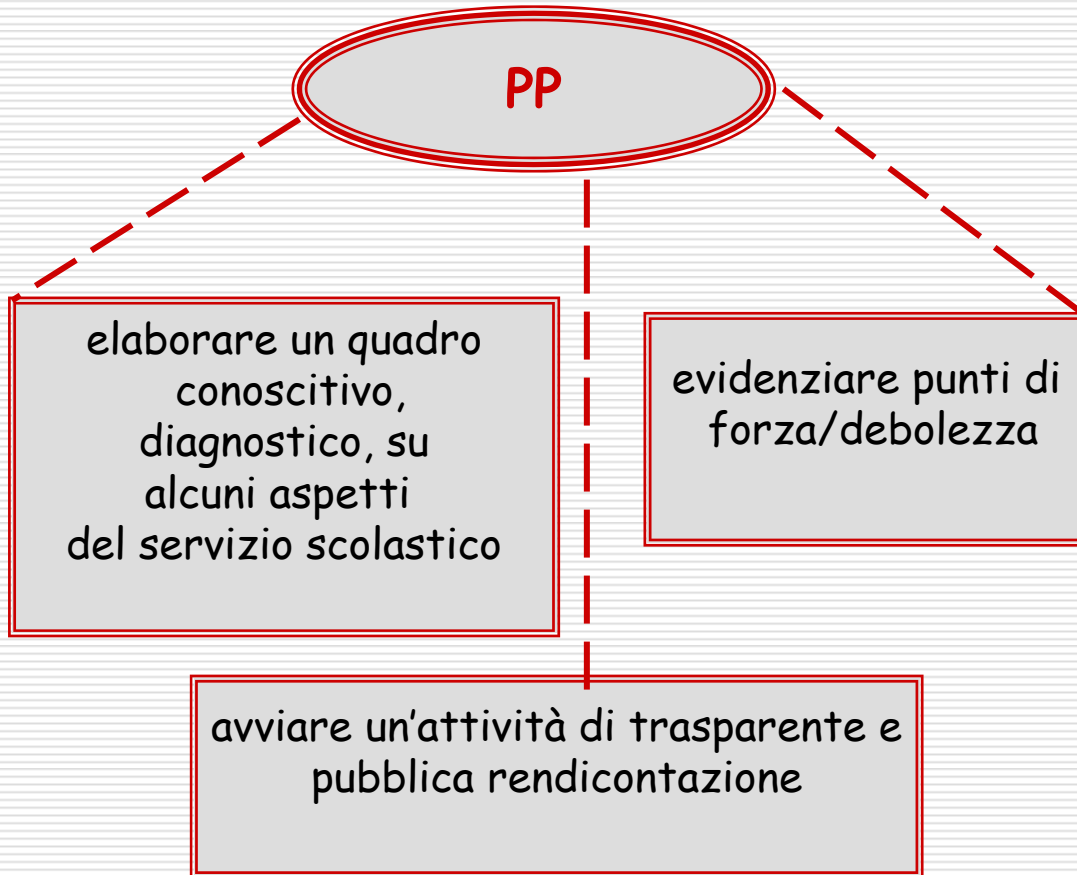 PP
elaborare un quadro
conoscitivo,
diagnostico, su
alcuni aspetti
del servizio scolastico
evidenziare punti di
forza/debolezza
avviare un’attività di trasparente e
pubblica rendicontazione